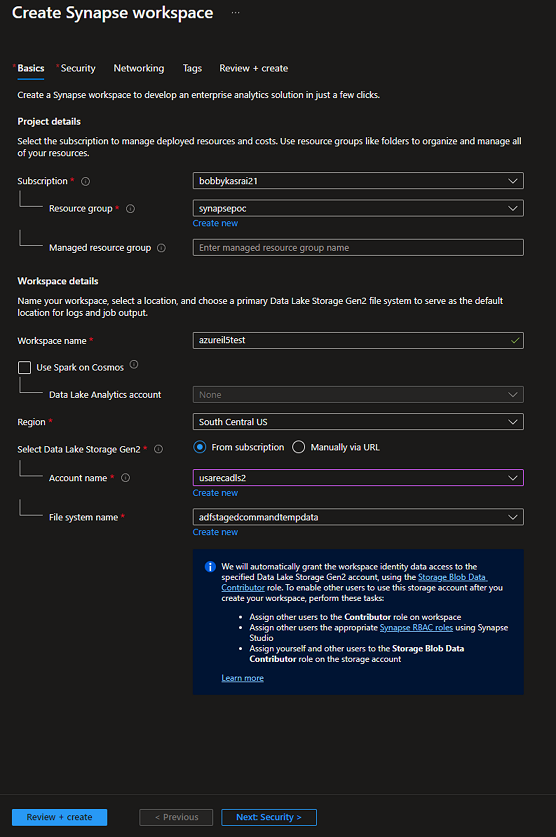 Create Synapse workspace ...
* Basics * Security Networking Tags Review + create
Create a Synapse workspace to develop an enterprise analytics solution in just a few clicks.
Project details
Select the subscription to manage deployed resources and costs. Use resource groups like folders to organize and manage all
of your resources.
Subscription * bobbykasrai21
Resource group * synapsepoc
Create new
Managed resource group Enter managed resource group name
Workspace details
Name your workspace, select a location, and choose a primary Data Lake Storage Gen2 file system to serve as the default
location for logs and job output.
Workspace name * azureil5test
Use Spark on Cosmos
Data Lake Analytics account None
Region * South Central US
Select Data Lake Storage Gen2 * From subscription Manually via URL
Account name * usarecadls2
Create new
File system name * adfstagedcommandtempdata
Create new
We will automatically grant the workspace identity data access to the
specified Data Lake Storage Gen2 account, using the Storage Blob Data
Contributor role. To enable other users to use this storage account after you
create your workspace, perform these tasks:
• Assign other users to the Contributor role on workspace
• Assign other users the appropriate Synapse RBAC roles using Synapse
Studio
• Assign yourself and other users to the Storage Blob Data
Contributor role on the storage account
Learn more
Review + create < Previous Next: Security >